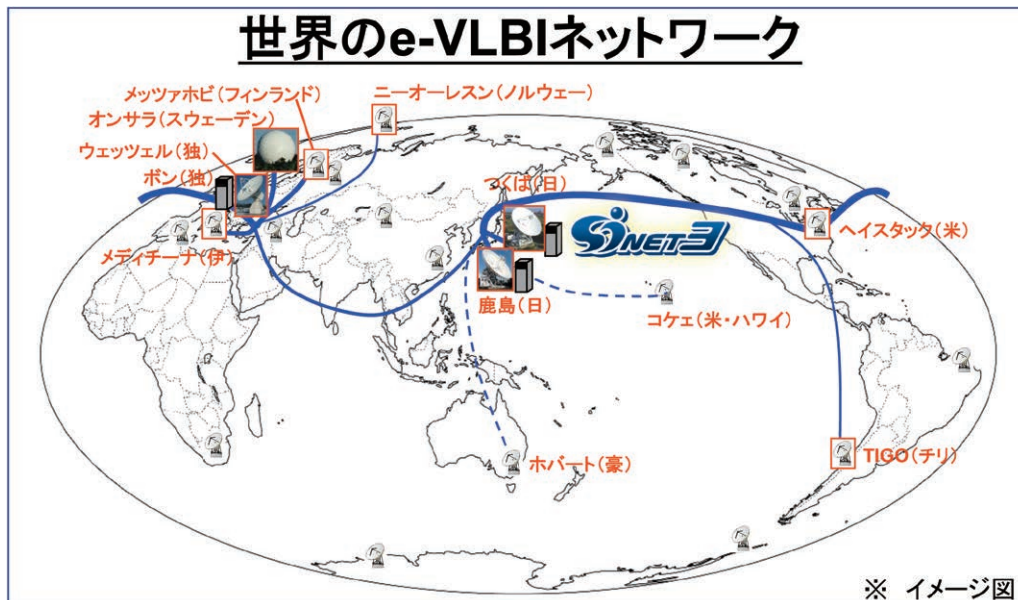 世界のe-VLBIネットワーク
メッツァホビ(フィンランド)
ニーオーレスン(ノルウェー)
オンサラ(スウェーデン)
ウェッツェル(独)
ボン(独)
つくば(日)
SINET3
ヘイスタック(米)
メディチーナ(伊)
鹿島(日)
コケェ(米・ハワイ)
ホバート(豪)
TIGO(チリ)
※ イメージ図